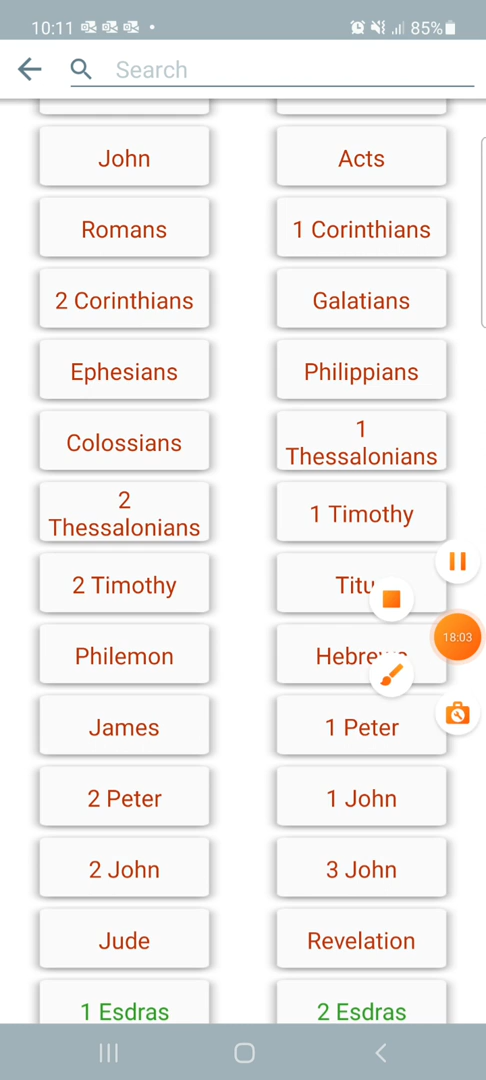 10:11
85%
Search
John
Acts
Romans
1 Corinthians
2 Corinthians
Galatians
Ephesians
Philippians
Colossians
1
Thessalonians
2
Thessalonians
1 Timothy
2 Timothy
Titu
18:03
Philemon
Hebrews
James
1 Peter
2 Peter
1 John
2 John
3 John
Jude
Revelation
1 Esdras
2 Esdras